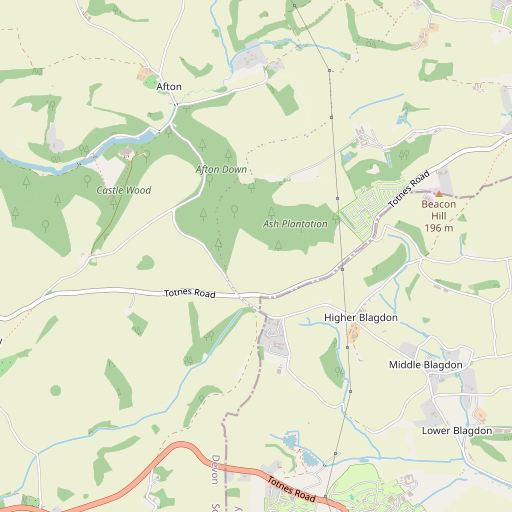 Afton
Afton Down
Castle Wood
Totnes Road
Beacon
Hill
196 m
Ash Plantation
Totnes Road
Higher Blagdon
Middle Blagdon
Lower Blagdon
Devon
Totnes Road